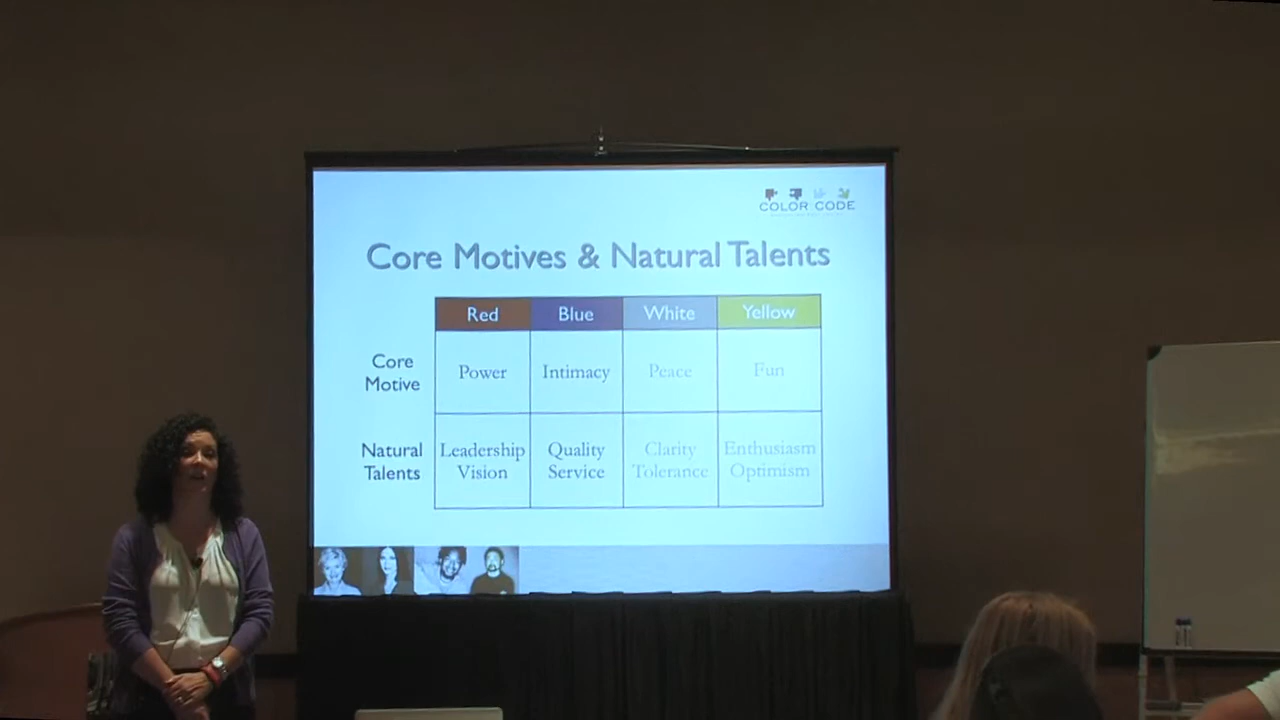 COLOR CODE
Core Motives & Natural Talents
Red Blue White Yellow
Core
Motive
Power Intimacy Peace Fun
Natural
Talents
Leadership
Vision
Quality
Service
Clarity
Tolerance
Enthusiasm
Optimism